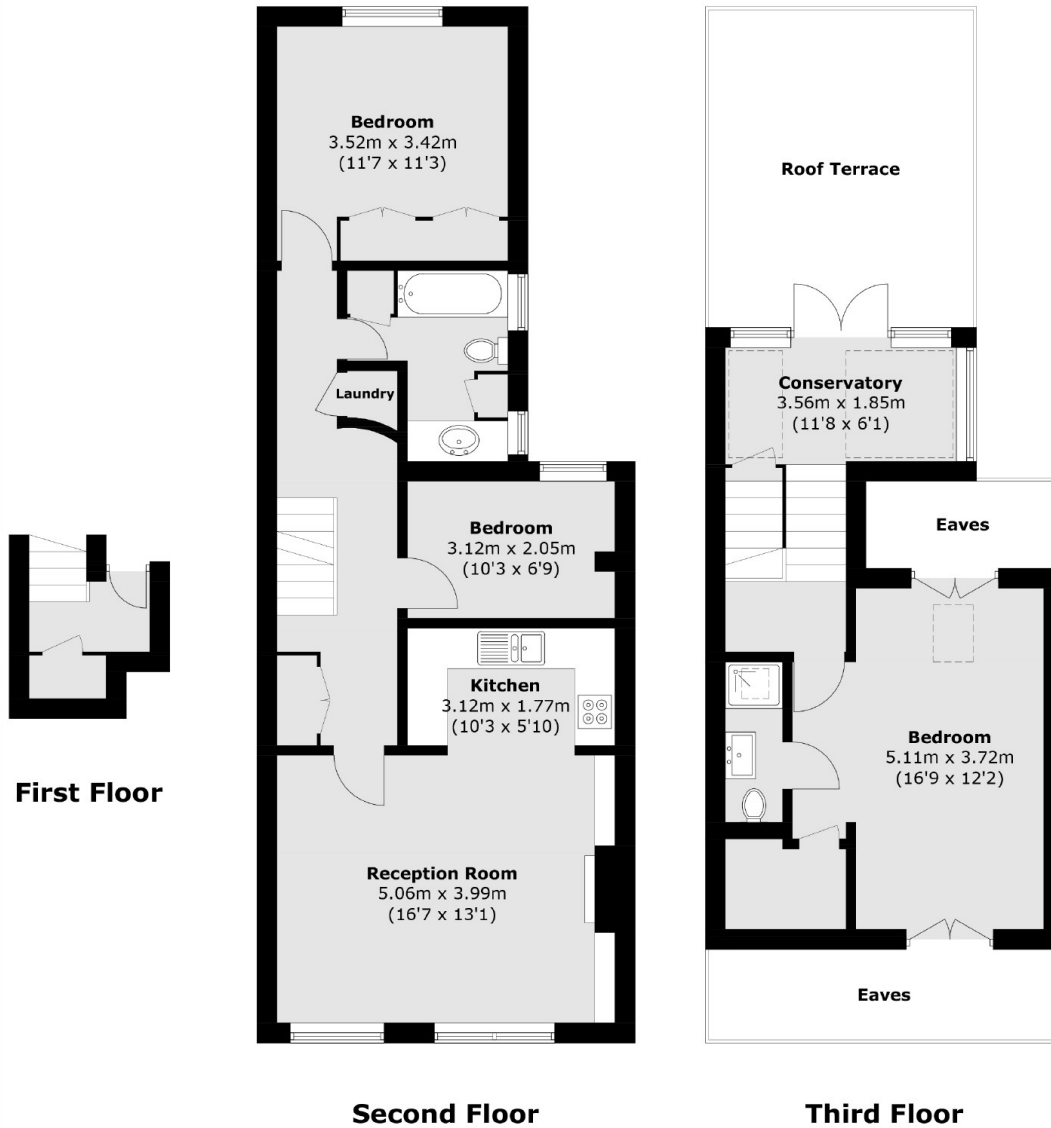 First Floor
Bedroom
3.52m x 3.42m
(11'7 x 11'3)
Laundry
Bedroom
3.12m x 2.05m
(10'3 x 6'9)
Kitchen
3.12m x 1.77m
(10'3 x 5'10)
Reception Room
5.06m x 3.99m
(16'7 x 13'1)
Second Floor
Roof Terrace
Conservatory
3.56m x 1.85m
(11'8 x 6'1)
Eaves
Bedroom
5.11m x 3.72m
(16'9 x 12'2)
Eaves
Third Floor